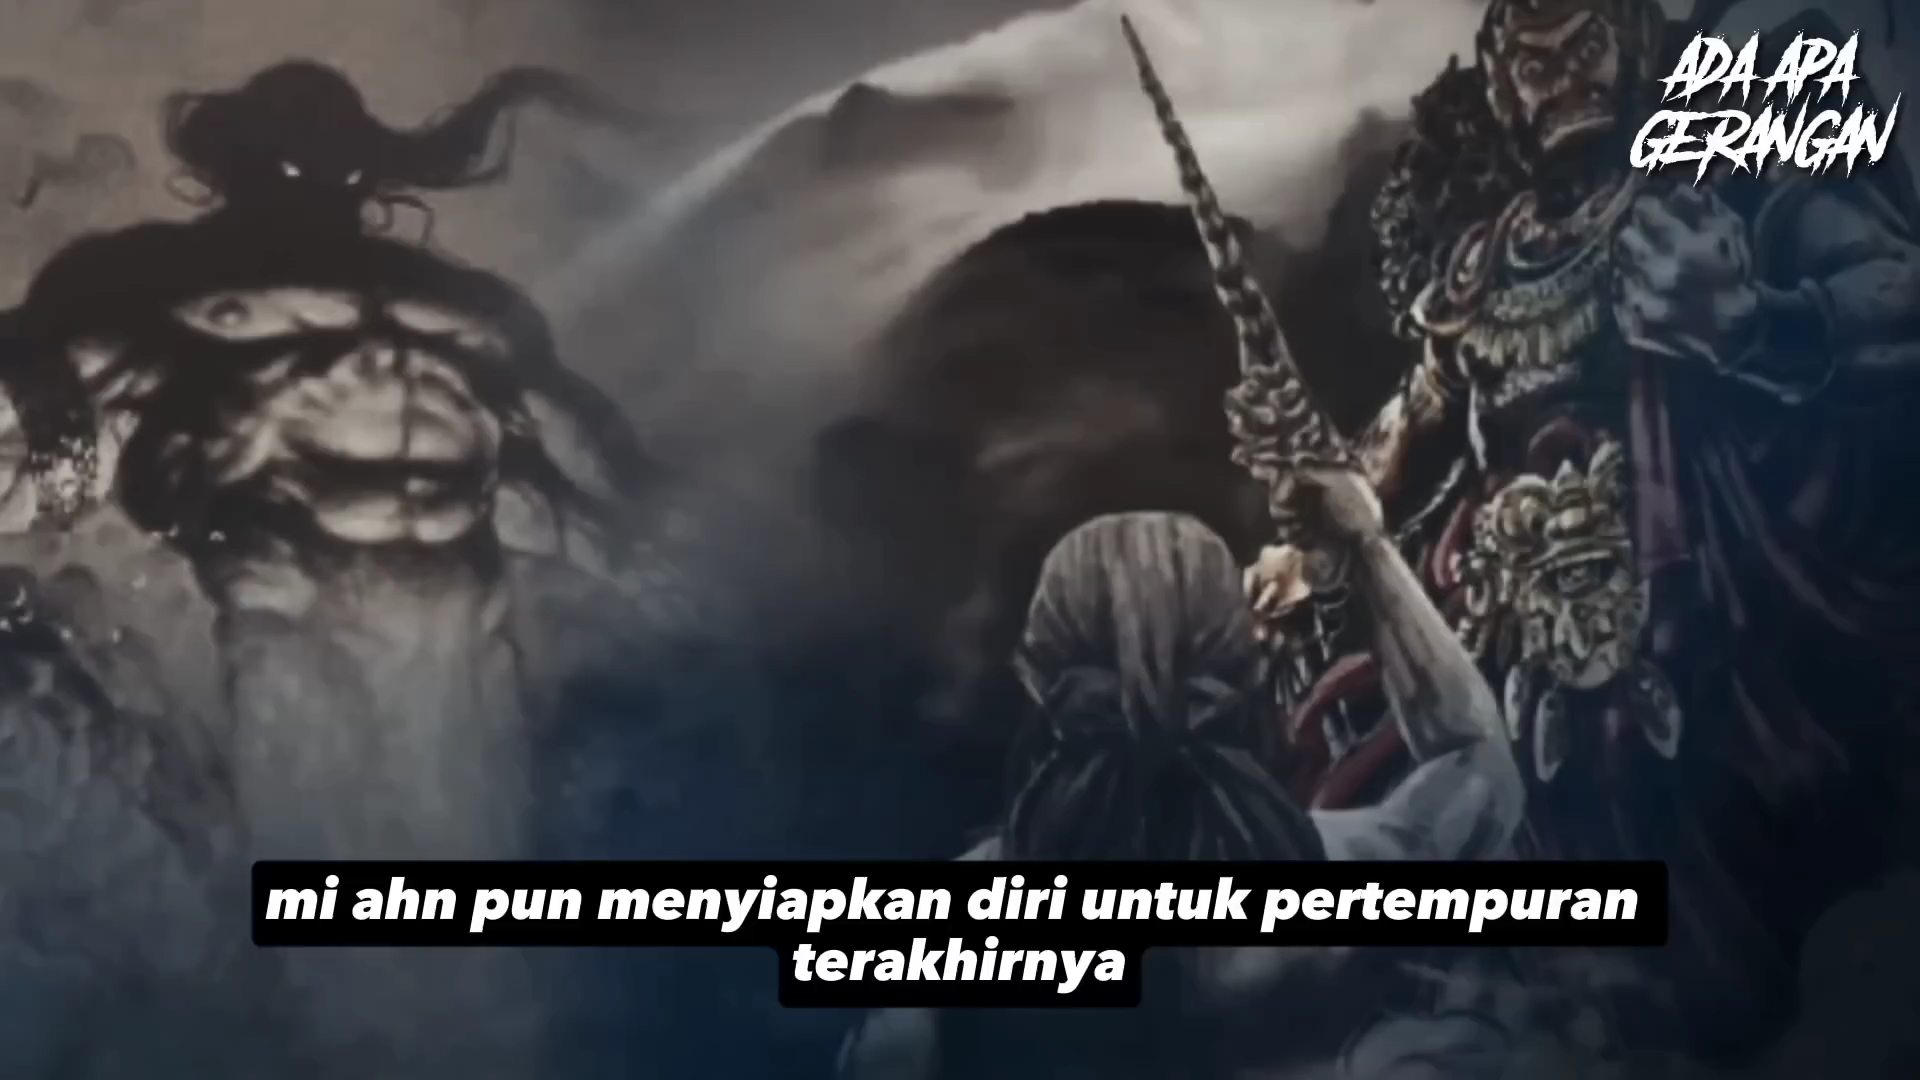 ADA APA
GERANGAN
mi ahn pun menyiapkan diri untuk pertempuran
terakhirnya